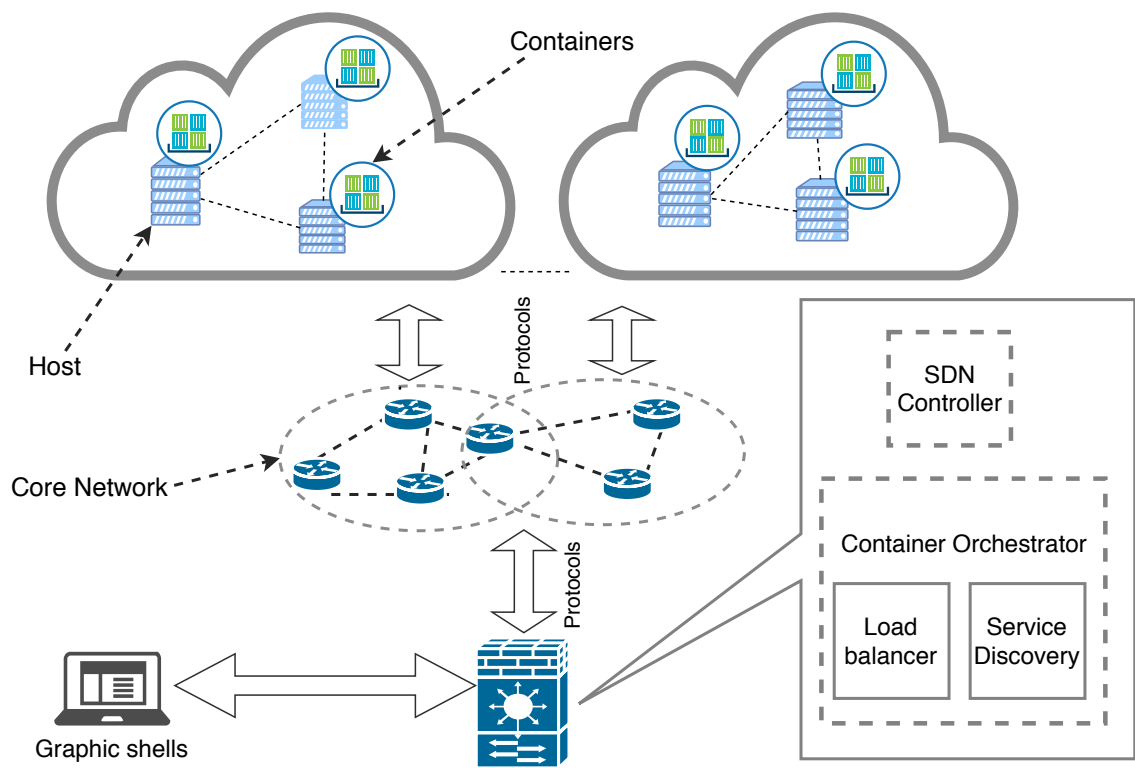 Containers
Host
Protocols
SDN
Controller
Core Network
Container Orchestrator
Protocols
Load
balancer
Service
Discovery
Graphic shells